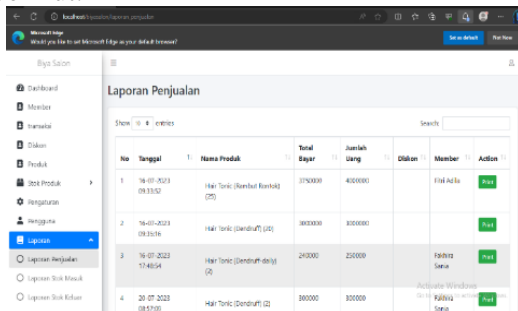 localhost/bsalon/laporan_penjualan
Microsoft Edge
Would you like to set Microsoft Edge as your default browser?
Set as default
Not Now
Biya Salon
Dashboard
Member
transaksi
Diskon
Produk
Stok Produk
Pengaturan
Pengguna
Laporan
Laporan Penjualan
Laporan Stok Masuk
Laporan Stok Keluar
Laporan Penjualan
Show 10 entries
Search:
No Tanggal Nama Produk Total Bayar Jumlah Uang Diskon Member Action
1 16-07-2023 09:33:52 Hair Tonic (Rambut Rontok) (25) 3750000 4000000 Fitri Adila Print
2 16-07-2023 09:35:16 Hair Tonic (Dandruff) (20) 3000000 3000000 Print
3 16-07-2023 17:48:54 Hair Tonic (Dandruff-daily) (2) 240000 250000 Fakhira Sania Print
4 20-07-2023 08:57:00 Hair Tonic (Dandruff) (2) 300000 300000 Fakhira Sania Print
Activate Windows